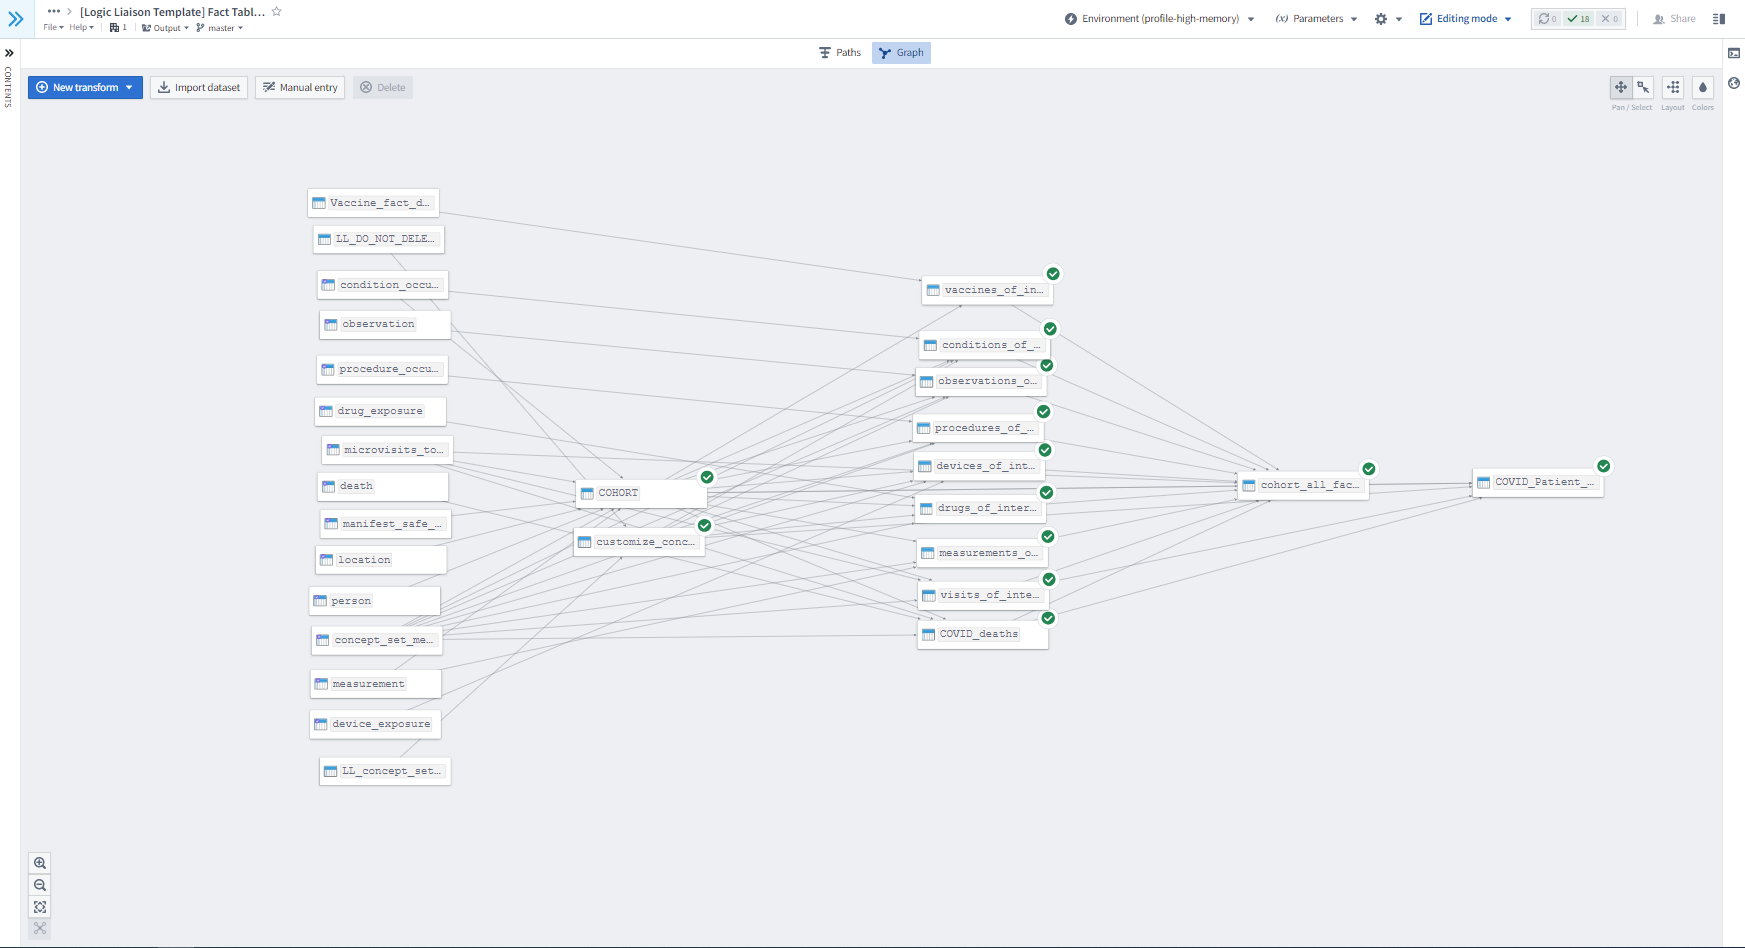 [Logic Liaison Template] Fact Tabl...
File Help 1 Output master
Environment (profile-high-memory)
(x) Parameters
Editing mode
0 18 0
Share
Paths
Graph
CONTENTS
New transform
Import dataset
Manual entry
Delete
Pan / Select
Layout
Colors
Vaccine_fact_d...
LL_DO_NOT_DELE...
condition_occu...
observation
procedure_occu...
drug_exposure
microvisits_to...
death
manifest_safe_...
location
person
concept_set_me...
measurement
device_exposure
LL_concept_set...
COHORT
customize_conc...
vaccines_of_in...
conditions_of_...
observations_o...
procedures_of_...
devices_of_int...
drugs_of_inter...
measurements_o...
visits_of_inte...
COVID_deaths
cohort_all_fac...
COVID_Patient_...